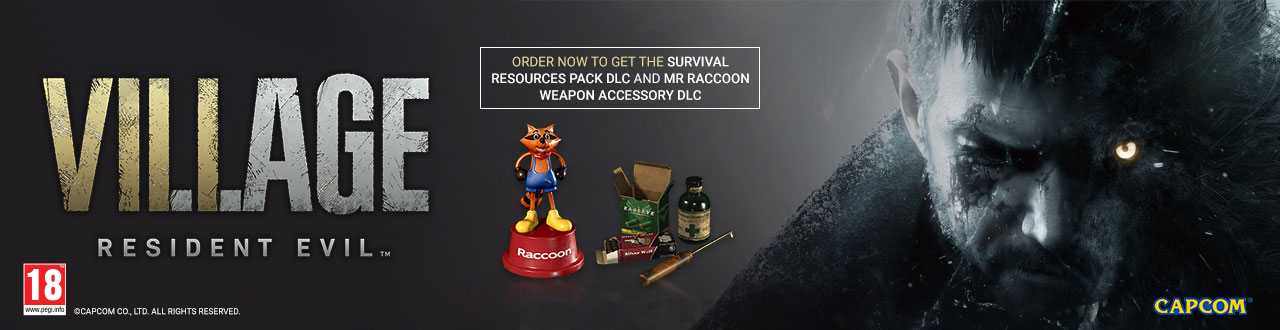 VILLAGE
RESIDENT EVIL™
18
www.pegi.info
©CAPCOM CO., LTD. ALL RIGHTS RESERVED.
ORDER NOW TO GET THE SURVIVAL
RESOURCES PACK DLC AND MR RACCOON
WEAPON ACCESSORY DLC
Raccoon
CAPCOM